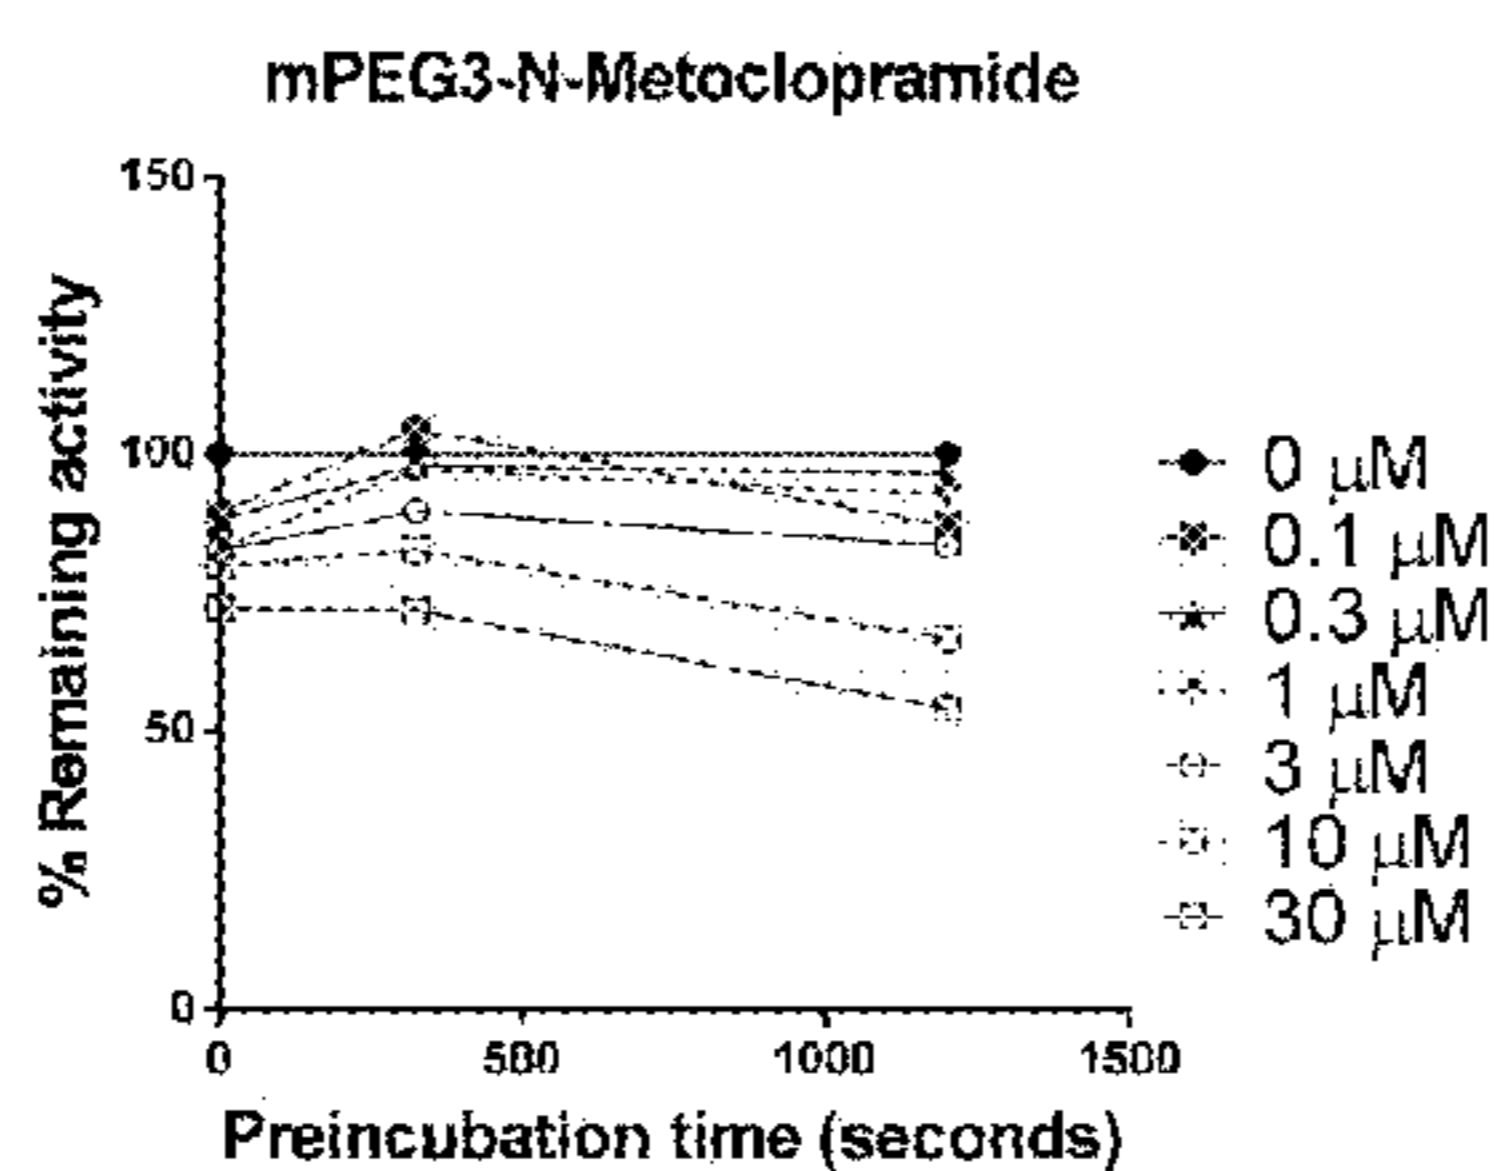 mPEG3-N-Metoclopramide
150
100
50
0
% Remaining activity
0 500 1000 1500
Preincubation time (seconds)
0 μM
0.1 μM
0.3 μM
1 μM
3 μM
10 μM
30 μM